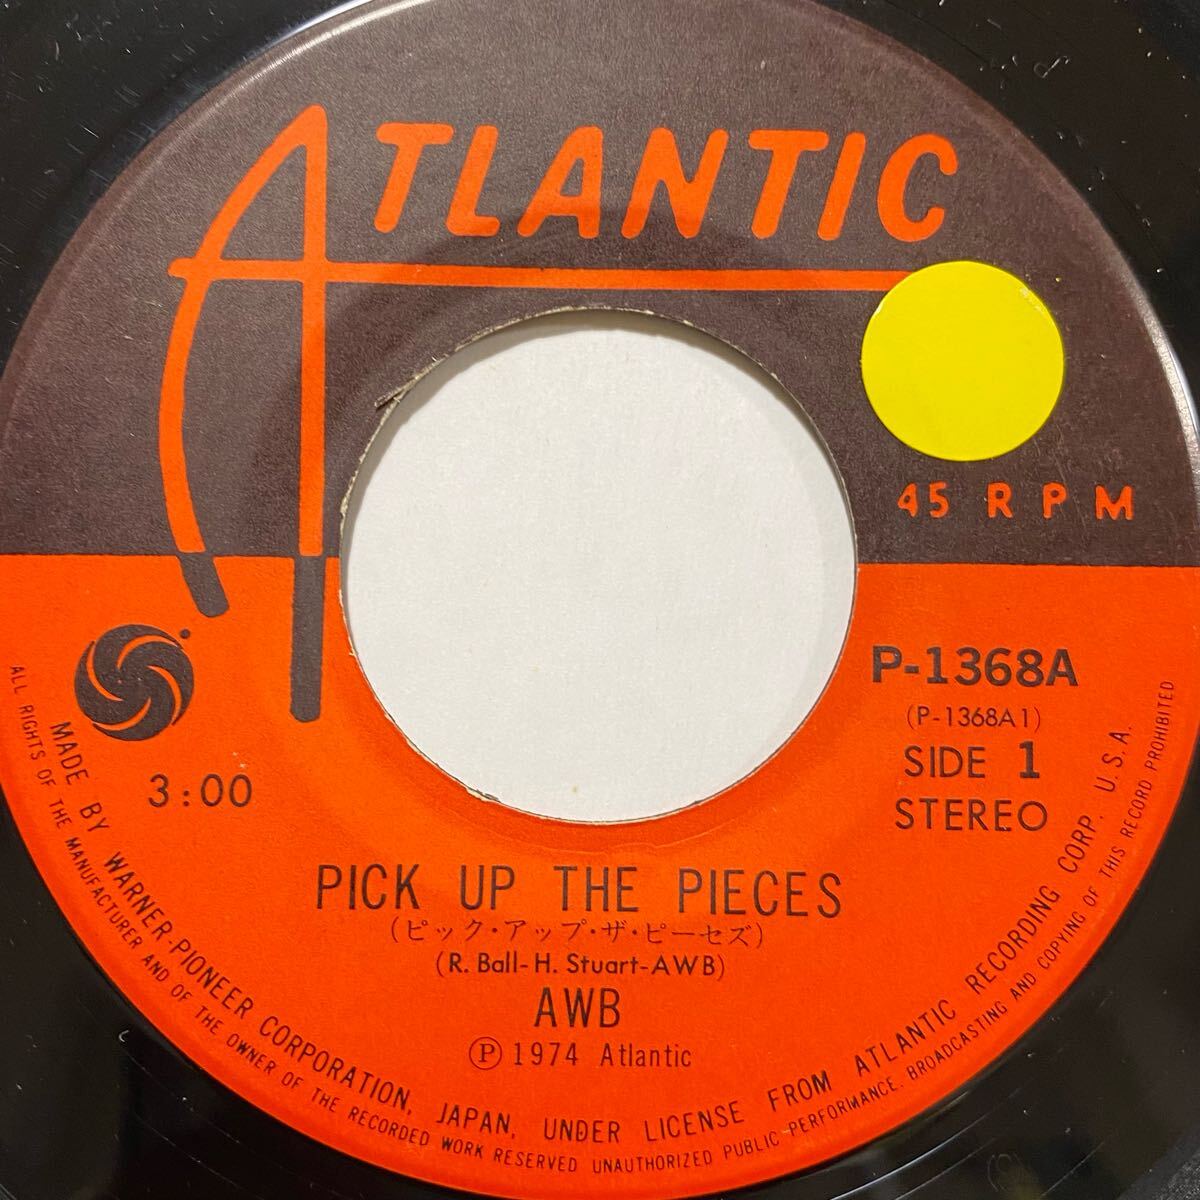 ATLANTIC
45 RPM
P-1368A
(P-1368A1)
SIDE 1
STEREO
3:00
PICK UP THE PIECES
(ピック・アップ・ザ・ピーセズ)
(R. Ball-H. Stuart-AWB)
AWB
Ⓟ 1974 Atlantic
MADE BY WARNER-PIONEER CORPORATION, JAPAN, UNDER LICENSE FROM ATLANTIC RECORDING CORP. U.S.A.
ALL RIGHTS OF THE MANUFACTURER AND OF THE OWNER OF THE RECORDED WORK RESERVED UNAUTHORIZED PUBLIC PERFORMANCE. BROADCASTING AND COPYING OF THIS RECORD PROHIBITED